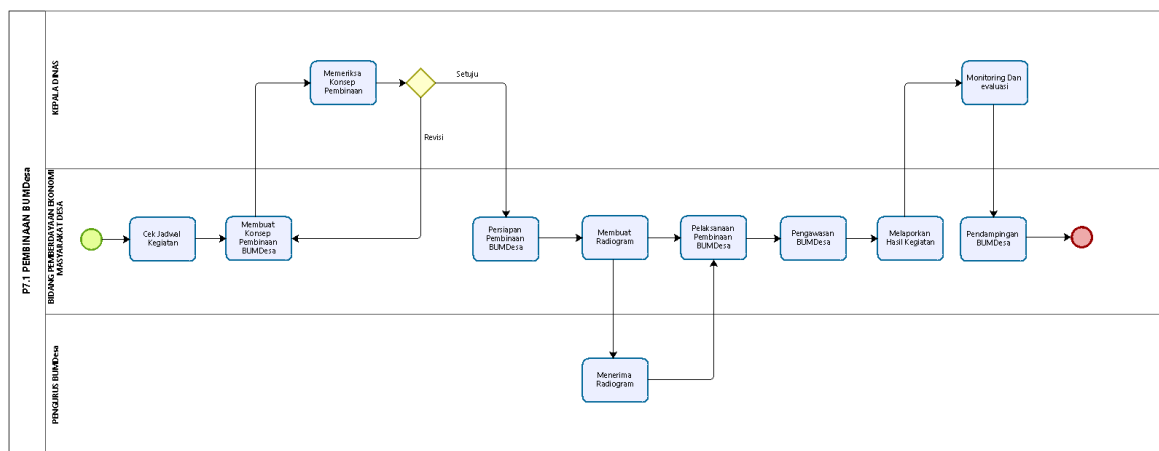 P7.1 PEMBINAAN BUMDesa
KEPALA DINAS
Memeriksa
Konsep
Pembinaan
Setuju
Revisi
Monitoring Dan
evaluasi
BIDANG PEMBERDAYAAN EKONOMI
MASYARAKAT DESA
Cek Jadwal
Kegiatan
Membuat
Konsep
Pembinaan
BUMDesa
Persiapan
Pembinaan
BUMDesa
Membuat
Radiogram
Pelaksanaan
Pembinaan
BUMDesa
Pengawasan
BUMDesa
Melaporkan
Hasil Kegiatan
Pendampingan
BUMDesa
PENGURUS BUMDesa
Menerima
Radiogram